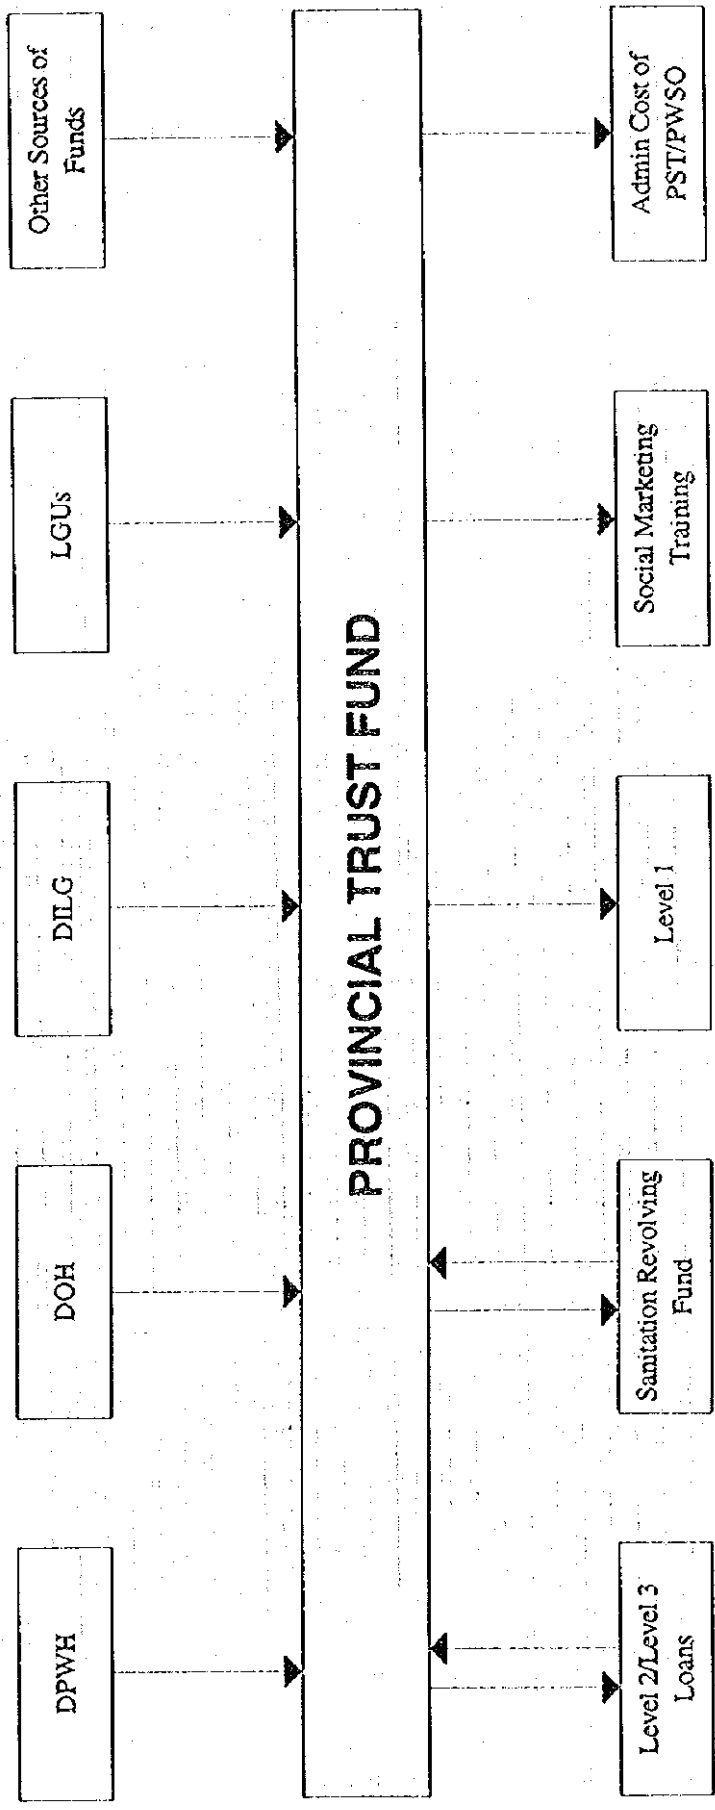 DPWH
DOH
DILG
LGUs
Other Sources of
Funds
PROVINCIAL TRUST FUND
Level 2/Level 3
Loans
Sanitation Revolving
Fund
Level 1
Social Marketing
Training
Admin Cost of
PST/PWSO